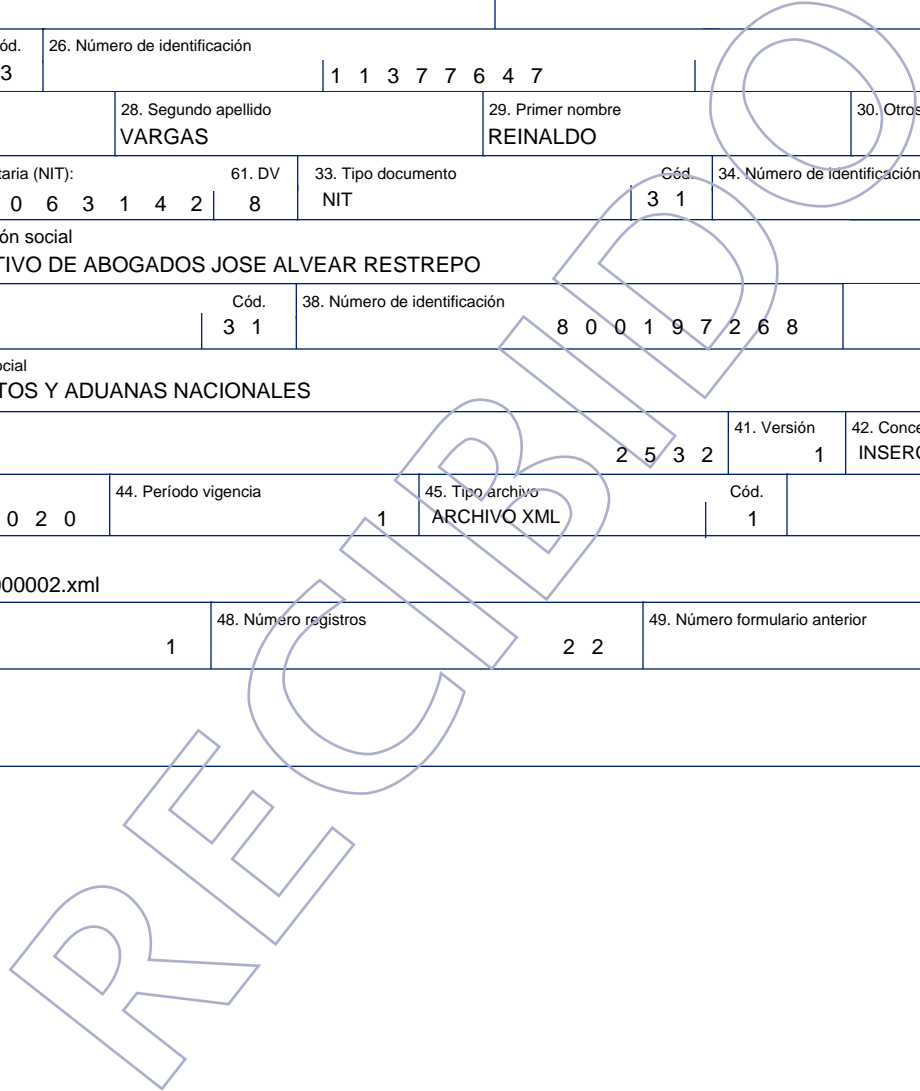 ód. 26. Número de identificación
3 1 1 3 7 7 6 4 7
28. Segundo apellido 29. Primer nombre 30. Otros
VARGAS REINALDO
taria (NIT): 61. DV 33. Tipo documento Cód. 34. Número de identificación
0 6 3 1 4 2 8 NIT 3 1
ón social
TIVO DE ABOGADOS JOSE ALVEAR RESTREPO
Cód. 38. Número de identificación
3 1 8 0 0 1 9 7 2 6 8
ocial
TOS Y ADUANAS NACIONALES
41. Versión 42. Conce
2 5 3 2 1 INSERC
44. Período vigencia 45. Tipo archivo Cód.
0 2 0 1 ARCHIVO XML 1
000002.xml
48. Número registros 49. Número formulario anterior
1 2 2
RECIBIDO